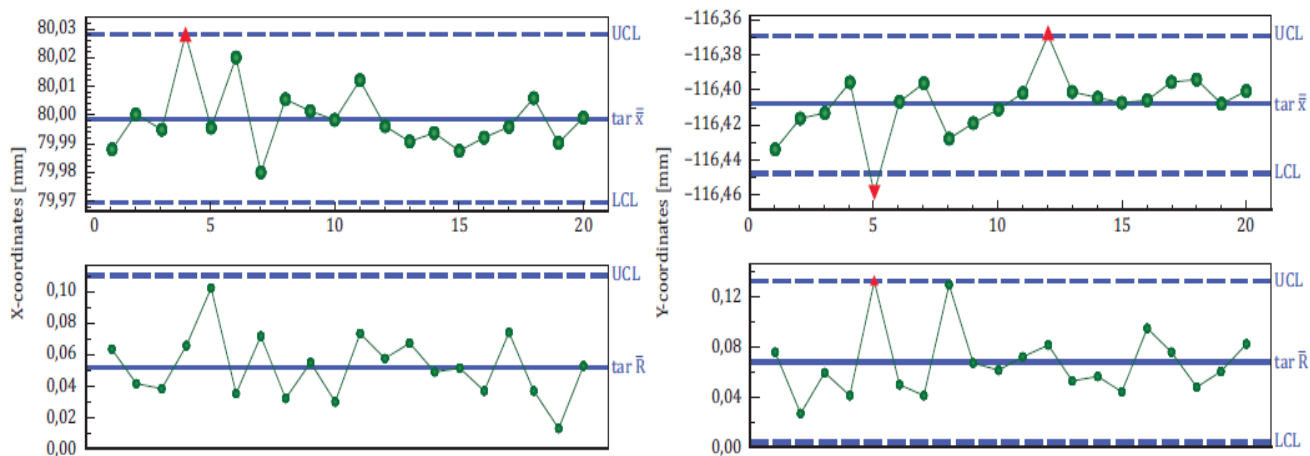 X-coordinates [mm]
80,03
80,02
80,01
80,00
79,99
79,98
79,97
UCL
tar x̿
LCL
0 5 10 15 20
0,10
0,08
0,06
0,04
0,02
0,00
UCL
tar R̄
Y-coordinates [mm]
−116,36
−116,38
−116,40
−116,42
−116,44
−116,46
UCL
tar x̿
LCL
0 5 10 15 20
0,12
0,08
0,04
0,00
UCL
tar R̄
LCL